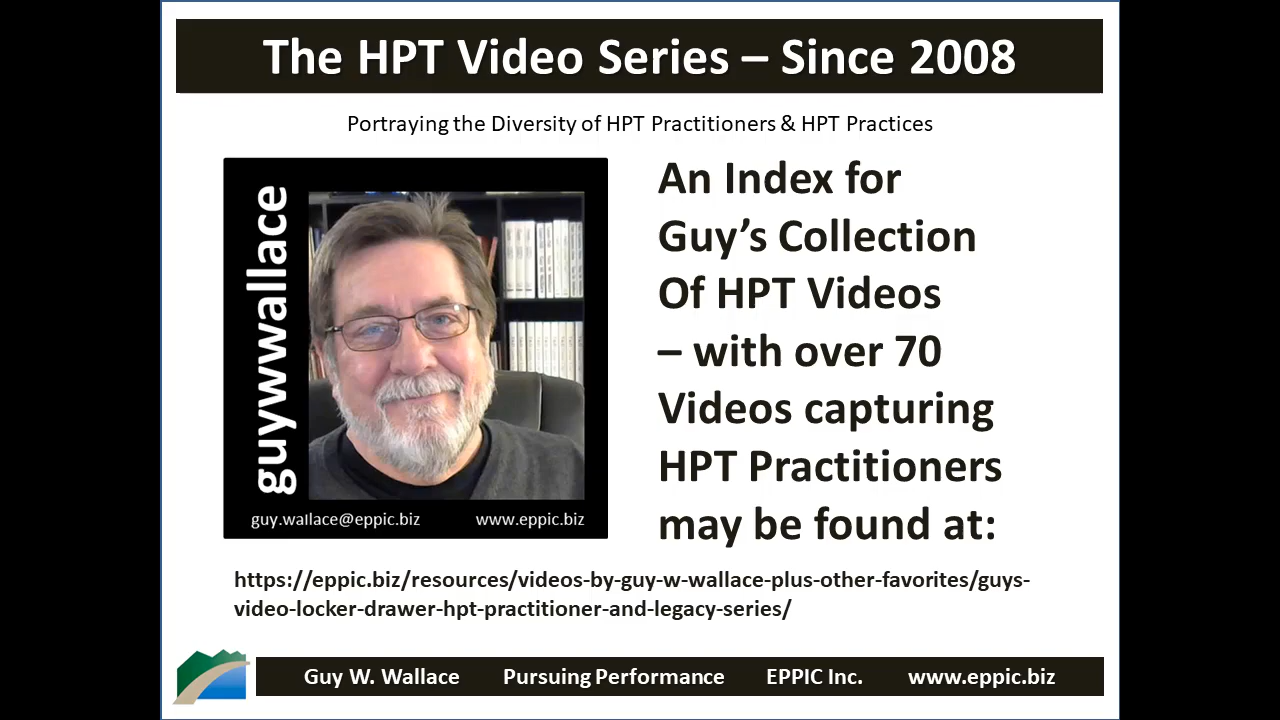 The HPT Video Series – Since 2008
Portraying the Diversity of HPT Practitioners & HPT Practices
guywwallace
guy.wallace@eppic.biz www.eppic.biz
An Index for
Guy’s Collection
Of HPT Videos
– with over 70
Videos capturing
HPT Practitioners
may be found at:
https://eppic.biz/resources/videos-by-guy-w-wallace-plus-other-favorites/guys-
video-locker-drawer-hpt-practitioner-and-legacy-series/
Guy W. Wallace Pursuing Performance EPPIC Inc. www.eppic.biz